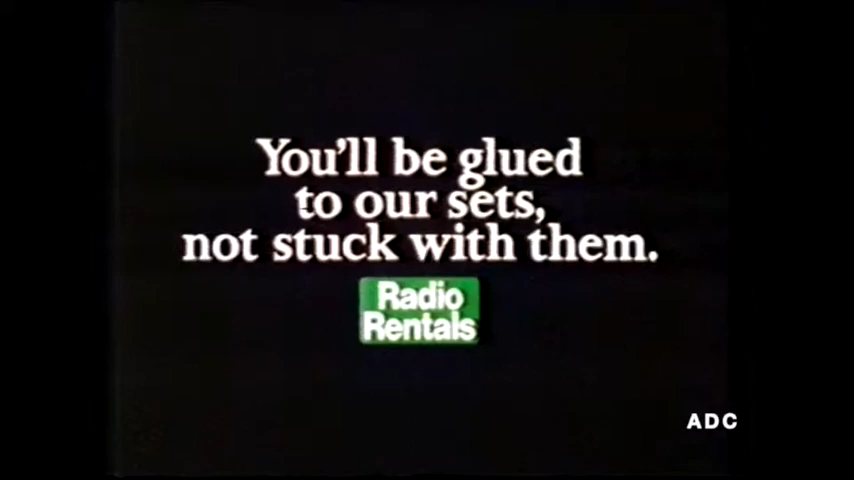 You'll be glued
to our sets,
not stuck with them.
Radio
Rentals
ADC